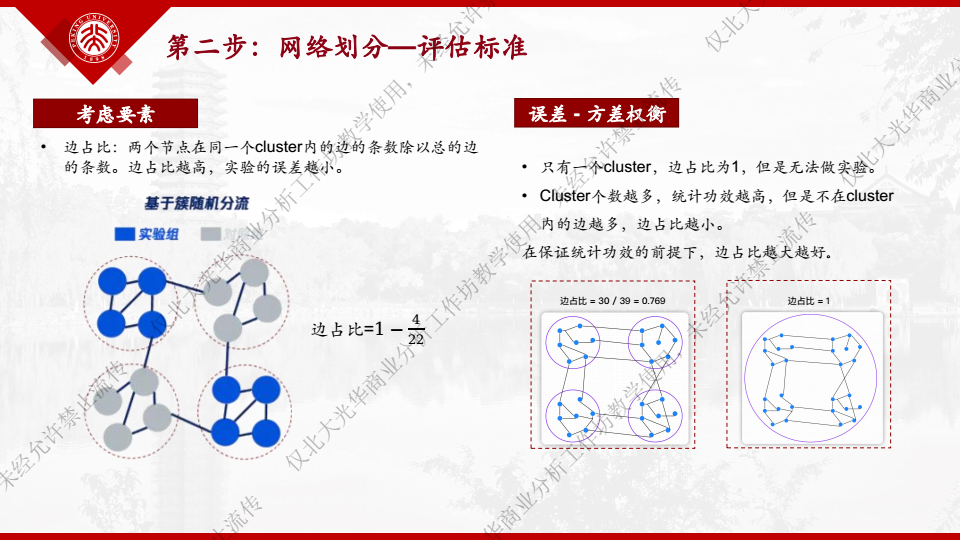 PEKING UNIVERSITY
1898
第二步：网络划分—评估标准
考虑要素
• 边占比：两个节点在同一个cluster内的边的条数除以总的边
的条数。边占比越高，实验的误差越小。
基于簇随机分流
实验组
对照组
边占比=1 − 4/22
误差 - 方差权衡
• 只有一个cluster，边占比为1，但是无法做实验。
• Cluster个数越多，统计功效越高，但是不在cluster
内的边越多，边占比越小。
在保证统计功效的前提下，边占比越大越好。
边占比 = 30 / 39 = 0.769
边占比 = 1
仅北大光华商业分析工作坊教学使用，未经允许禁止流传